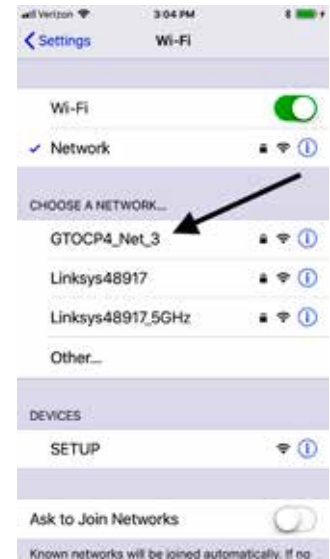 Verizon 3:04 PM
Settings Wi-Fi
Wi-Fi
Network
CHOOSE A NETWORK...
GTOCP4_Net_3
Linksys48917
Linksys48917_5GHz
Other...
DEVICES
SETUP
Ask to Join Networks
Known networks will be joined automatically. If no